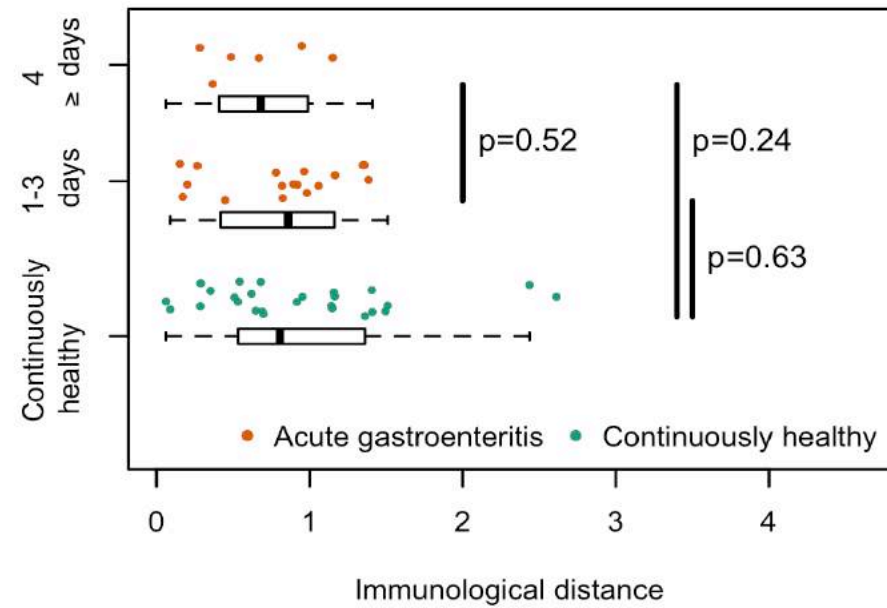 ≥ 4
days
1-3
days
Continuously
healthy
p=0.52
p=0.24
p=0.63
Acute gastroenteritis
Continuously healthy
0 1 2 3 4
Immunological distance